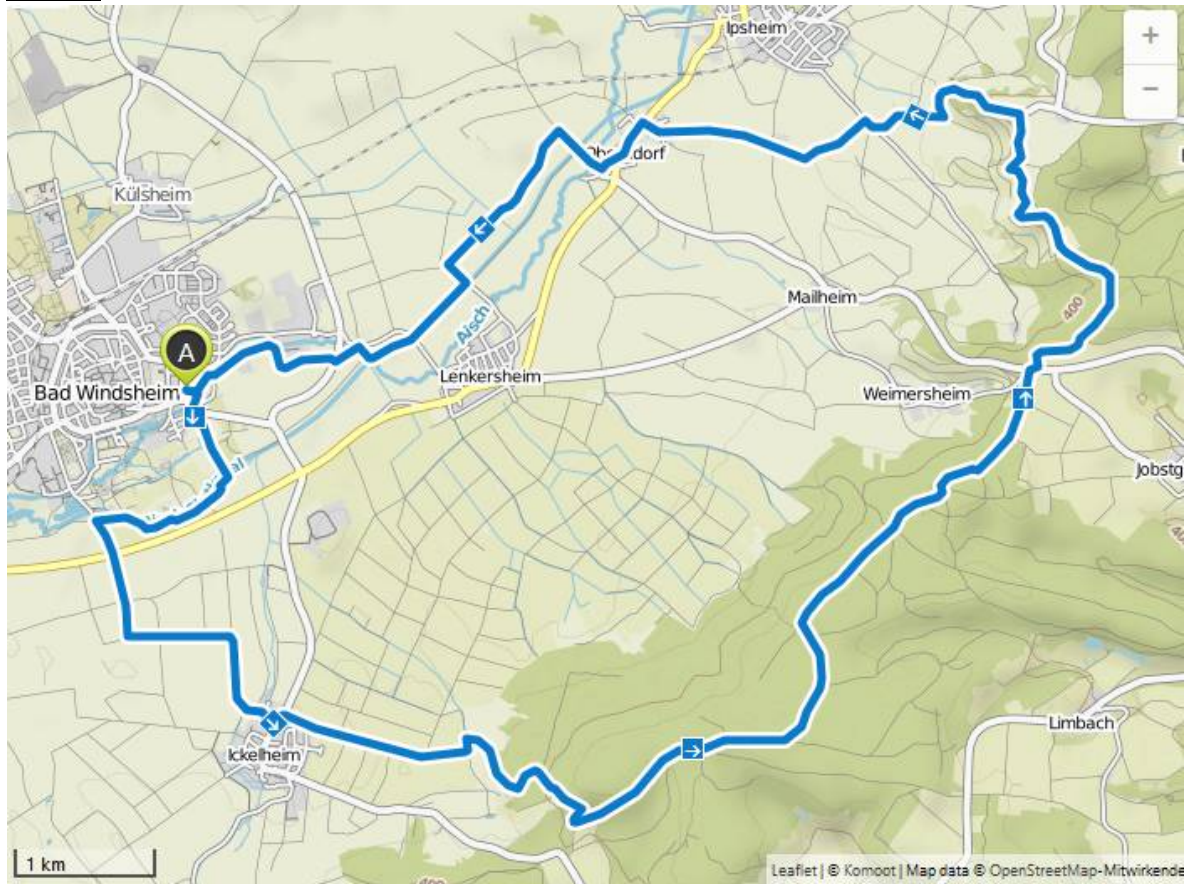 Ipsheim
+
−
Külsheim
A
Mailheim
Aisch
Lenkersheim
Bad Windsheim
Weimersheim
400
Jobstg
Limbach
Ickelheim
1 km
400
Leaflet | © Komoot | Map data © OpenStreetMap-Mitwirkende